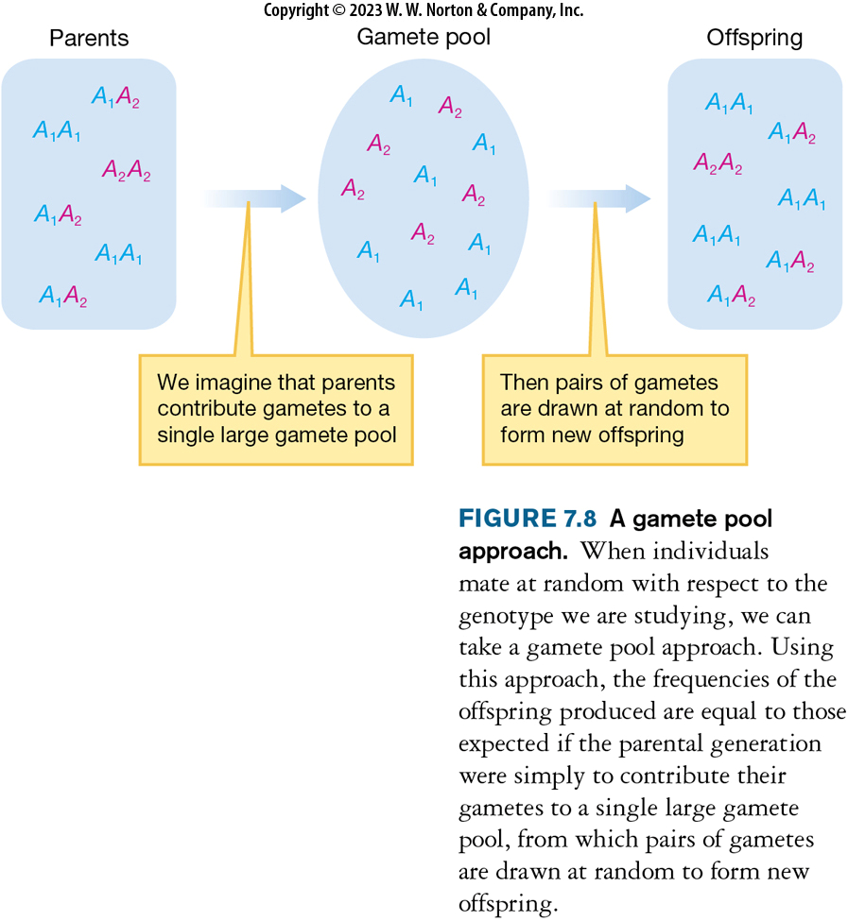 Copyright © 2023 W. W. Norton & Company, Inc.
Parents
Gamete pool
Offspring
A₁A₂
A₁A₁
A₂A₂
A₁A₂
A₁A₁
A₁A₂
A₁
A₂
A₂
A₁
A₁
A₂
A₂
A₂
A₁
A₁
A₁
A₁
A₁A₁
A₁A₂
A₂A₂
A₁A₁
A₁A₁
A₁A₂
A₁A₂
We imagine that parents
contribute gametes to a
single large gamete pool
Then pairs of gametes
are drawn at random to
form new offspring
FIGURE 7.8 A gamete pool
approach. When individuals
mate at random with respect to the
genotype we are studying, we can
take a gamete pool approach. Using
this approach, the frequencies of the
offspring produced are equal to those
expected if the parental generation
were simply to contribute their
gametes to a single large gamete
pool, from which pairs of gametes
are drawn at random to form new
offspring.